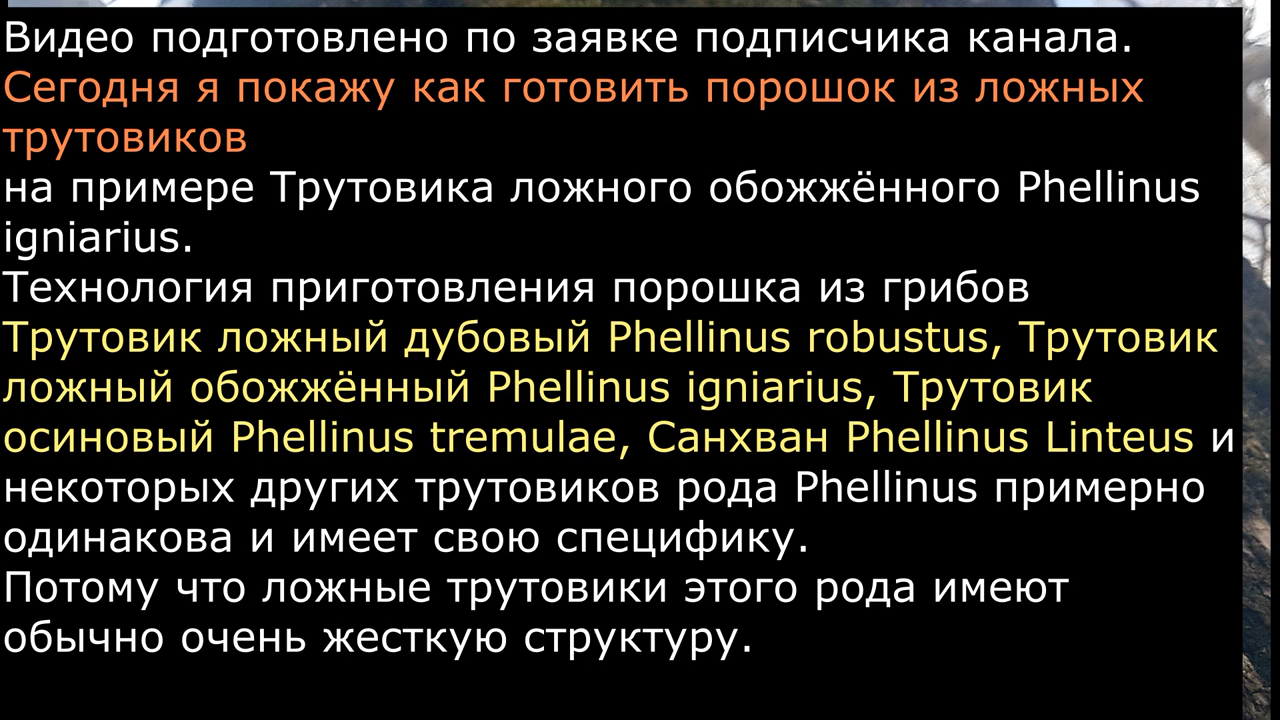 Видео подготовлено по заявке подписчика канала.
Сегодня я покажу как готовить порошок из ложных
трутовиков
на примере Трутовика ложного обожжённого Phellinus
igniarius.
Технология приготовления порошка из грибов
Трутовик ложный дубовый Phellinus robustus, Трутовик
ложный обожжённый Phellinus igniarius, Трутовик
осиновый Phellinus tremulae, Санхван Phellinus Linteus и
некоторых других трутовиков рода Phellinus примерно
одинакова и имеет свою специфику.
Потому что ложные трутовики этого рода имеют
обычно очень жесткую структуру.